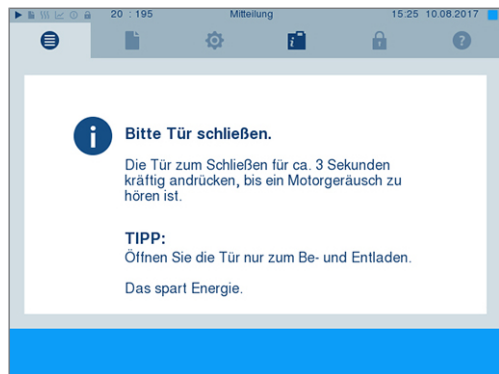 20 : 195 Mitteilung 15:25 10.08.2017
Bitte Tür schließen.
Die Tür zum Schließen für ca. 3 Sekunden
kräftig andrücken, bis ein Motorgeräusch zu
hören ist.
TIPP:
Öffnen Sie die Tür nur zum Be- und Entladen.
Das spart Energie.